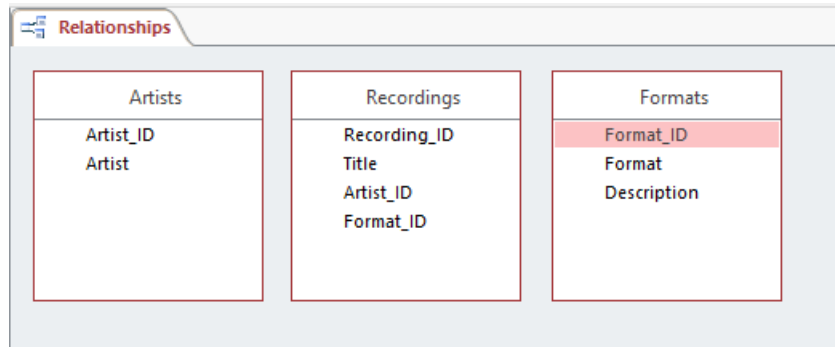 Relationships
Artists
Artist_ID
Artist
Recordings
Recording_ID
Title
Artist_ID
Format_ID
Formats
Format_ID
Format
Description